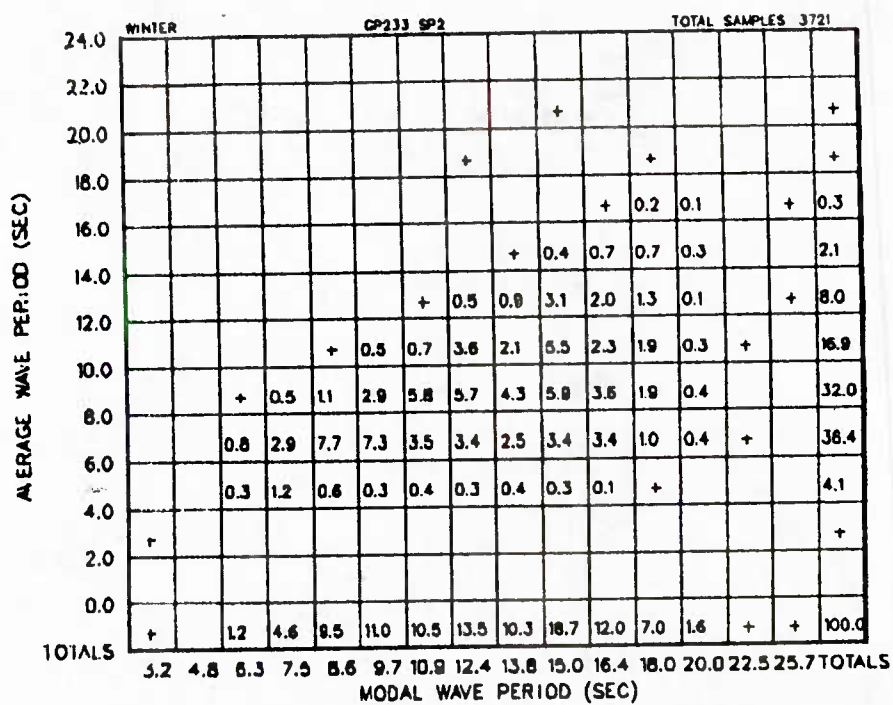 WINTER GP233 SP2 TOTAL SAMPLES 3721
24.0
22.0
+ +
20.0
+ + +
18.0
+ 0.2 0.1 + 0.3
16.0
+ 0.4 0.7 0.7 0.3 2.1
14.0
+ 0.5 0.9 3.1 2.0 1.3 0.1 + 8.0
12.0
+ 0.5 0.7 3.6 2.1 5.5 2.3 1.9 0.3 + 16.9
10.0
+ 0.5 1.1 2.9 5.8 5.7 4.3 5.9 3.6 1.9 0.4 32.0
8.0
0.8 2.9 7.7 7.3 3.5 3.4 2.5 3.4 3.4 1.0 0.4 + 36.4
6.0
0.3 1.2 0.6 0.3 0.4 0.3 0.4 0.3 0.1 + 4.1
4.0
+ +
2.0
0.0
TOTALS + 1.2 4.6 9.5 11.0 10.5 13.5 10.3 18.7 12.0 7.0 1.6 + + 100.0
3.2 4.8 6.3 7.5 8.6 9.7 10.9 12.4 13.8 15.0 16.4 18.0 20.0 22.5 25.7 TOTALS
MODAL WAVE PERIOD (SEC)
AVERAGE WAVE PERIOD (SEC)